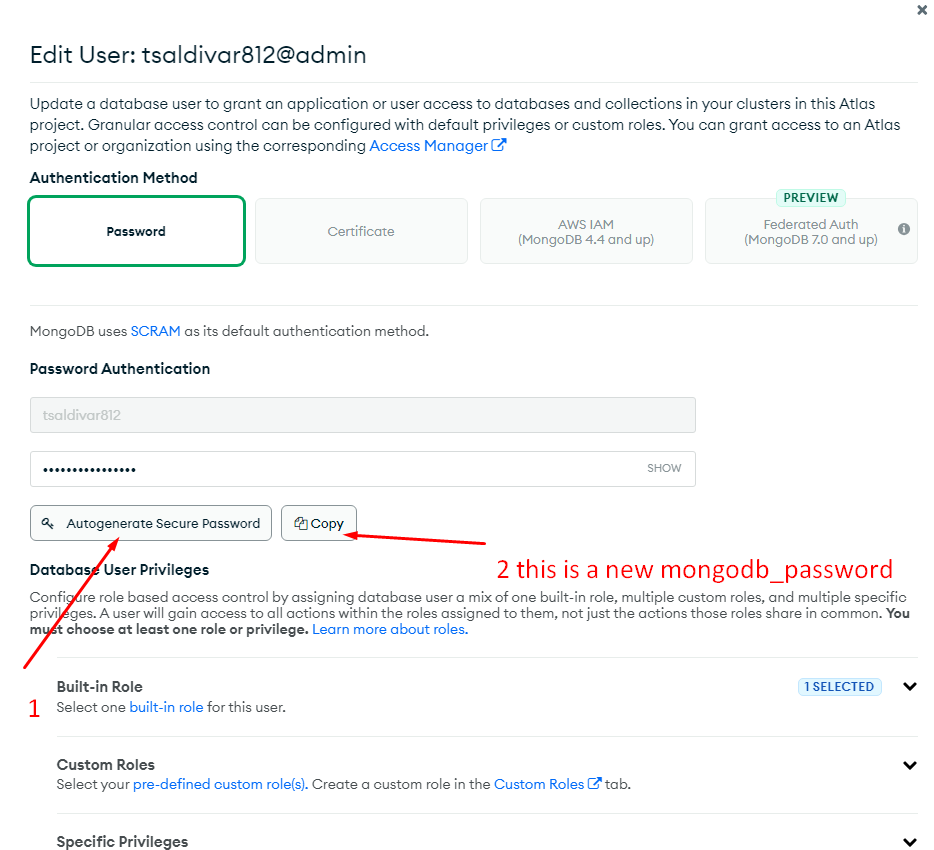 Edit User: tsaldivar812@admin
Update a database user to grant an application or user access to databases and collections in your clusters in this Atlas
project. Granular access control can be configured with default privileges or custom roles. You can grant access to an Atlas
project or organization using the corresponding Access Manager
Authentication Method
Password
Certificate
AWS IAM
(MongoDB 4.4 and up)
PREVIEW
Federated Auth
(MongoDB 7.0 and up)
MongoDB uses SCRAM as its default authentication method.
Password Authentication
tsaldivar812
••••••••••••••••
SHOW
Autogenerate Secure Password
Copy
2 this is a new mongodb_password
Database User Privileges
Configure role based access control by assigning database user a mix of one built-in role, multiple custom roles, and multiple specific
privileges. A user will gain access to all actions within the roles assigned to them, not just the actions those roles share in common. You
must choose at least one role or privilege. Learn more about roles.
1
Built-in Role
1 SELECTED
Select one built-in role for this user.
Custom Roles
Select your pre-defined custom role(s). Create a custom role in the Custom Roles tab.
Specific Privileges